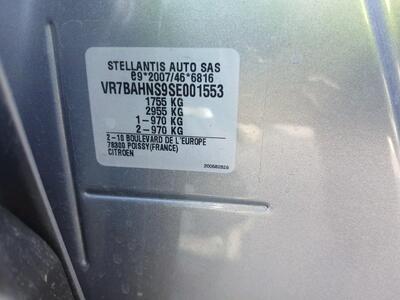 STELLANTIS AUTO SAS
e9*2007/46*6816
VR7BAHNS9SE001553
1755 KG
2955 KG
1-970 KG
2-970 KG
2-10 BOULEVARD DE L'EUROPE
78300 POISSY(FRANCE)
CITROEN